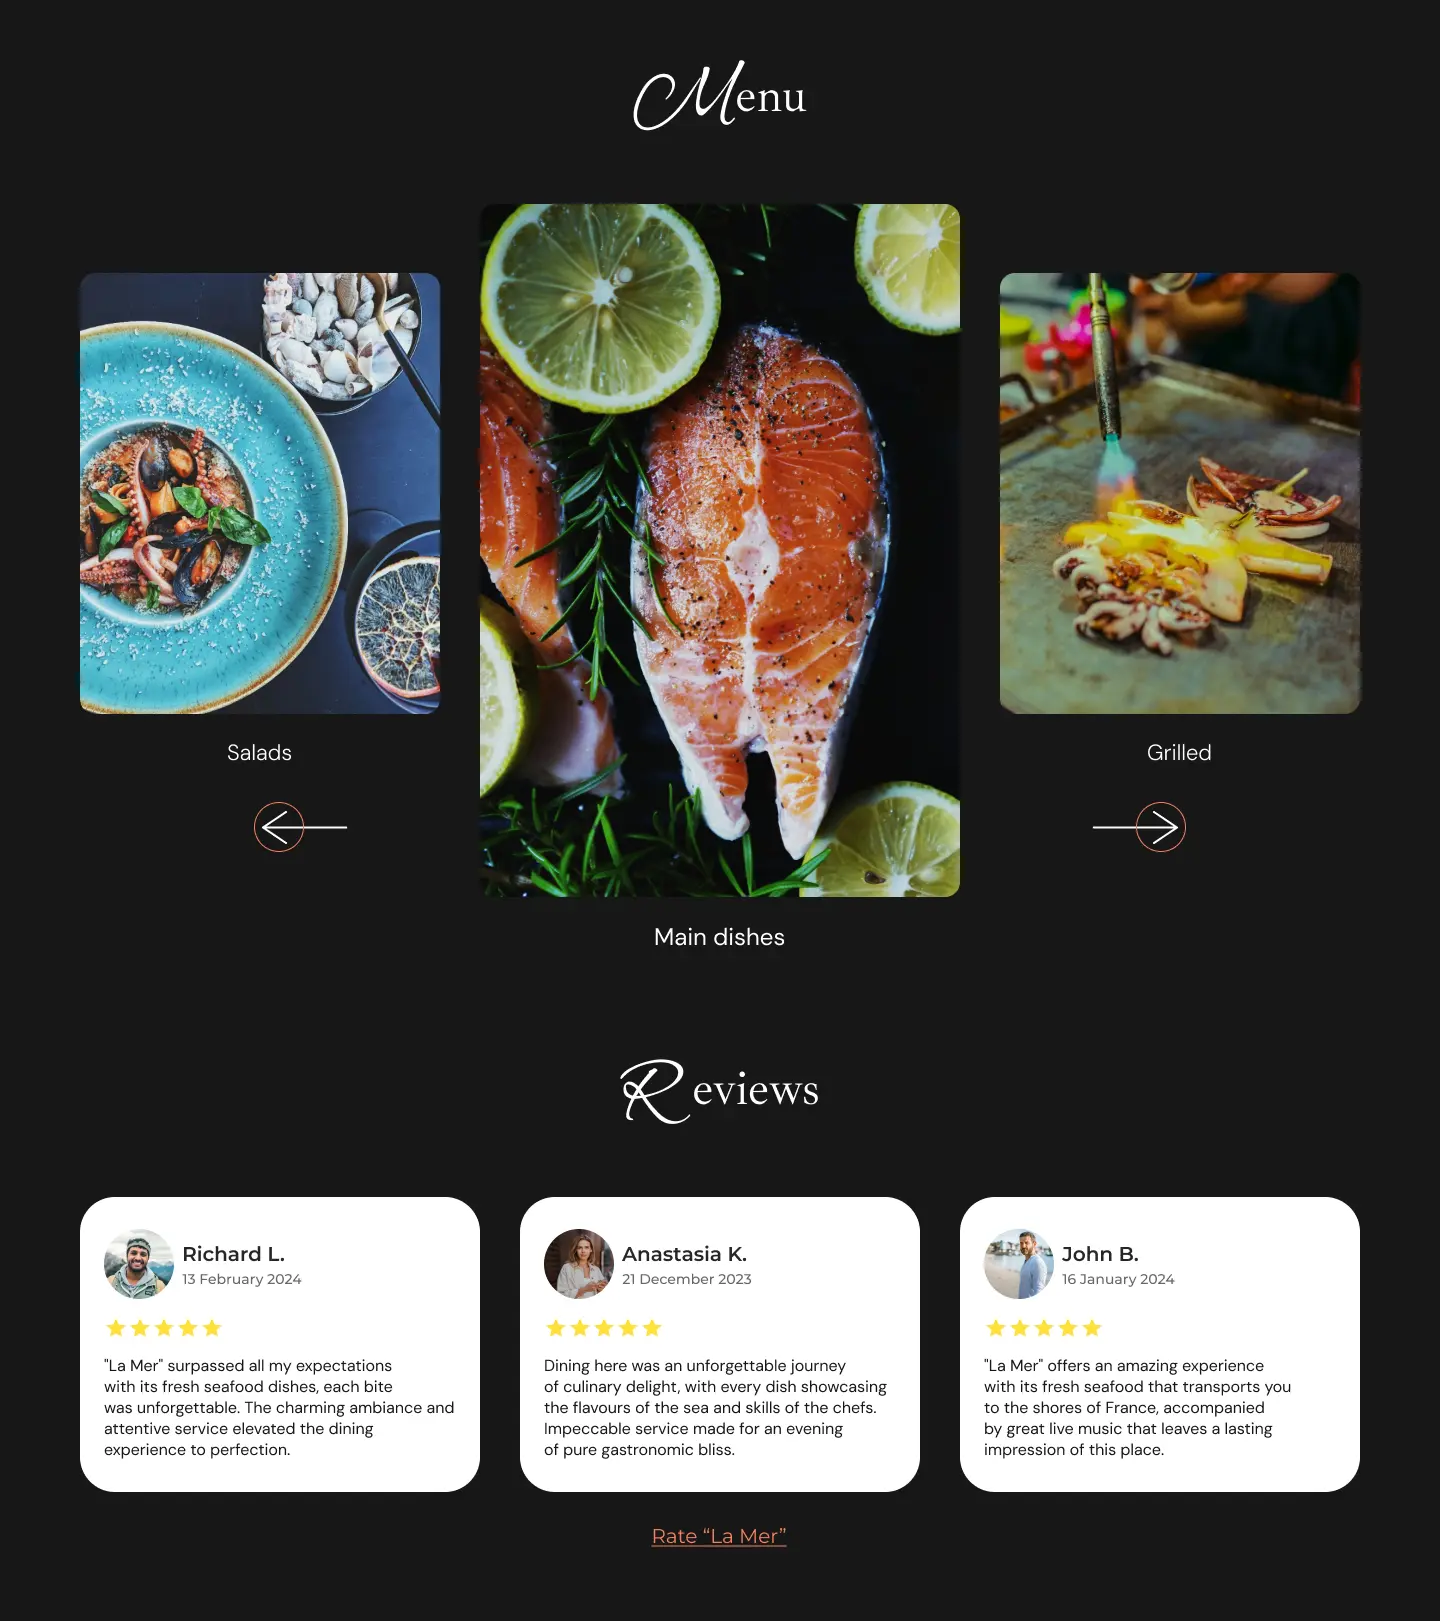 Menu
Salads
Grilled
Main dishes
Reviews
Richard L.
13 February 2024
"La Mer" surpassed all my expectations
with its fresh seafood dishes, each bite
was unforgettable. The charming ambiance and
attentive service elevated the dining
experience to perfection.
Anastasia K.
21 December 2023
Dining here was an unforgettable journey
of culinary delight, with every dish showcasing
the flavours of the sea and skills of the chefs.
Impeccable service made for an evening
of pure gastronomic bliss.
John B.
16 January 2024
"La Mer" offers an amazing experience
with its fresh seafood that transports you
to the shores of France, accompanied
by great live music that leaves a lasting
impression of this place.
Rate “La Mer”